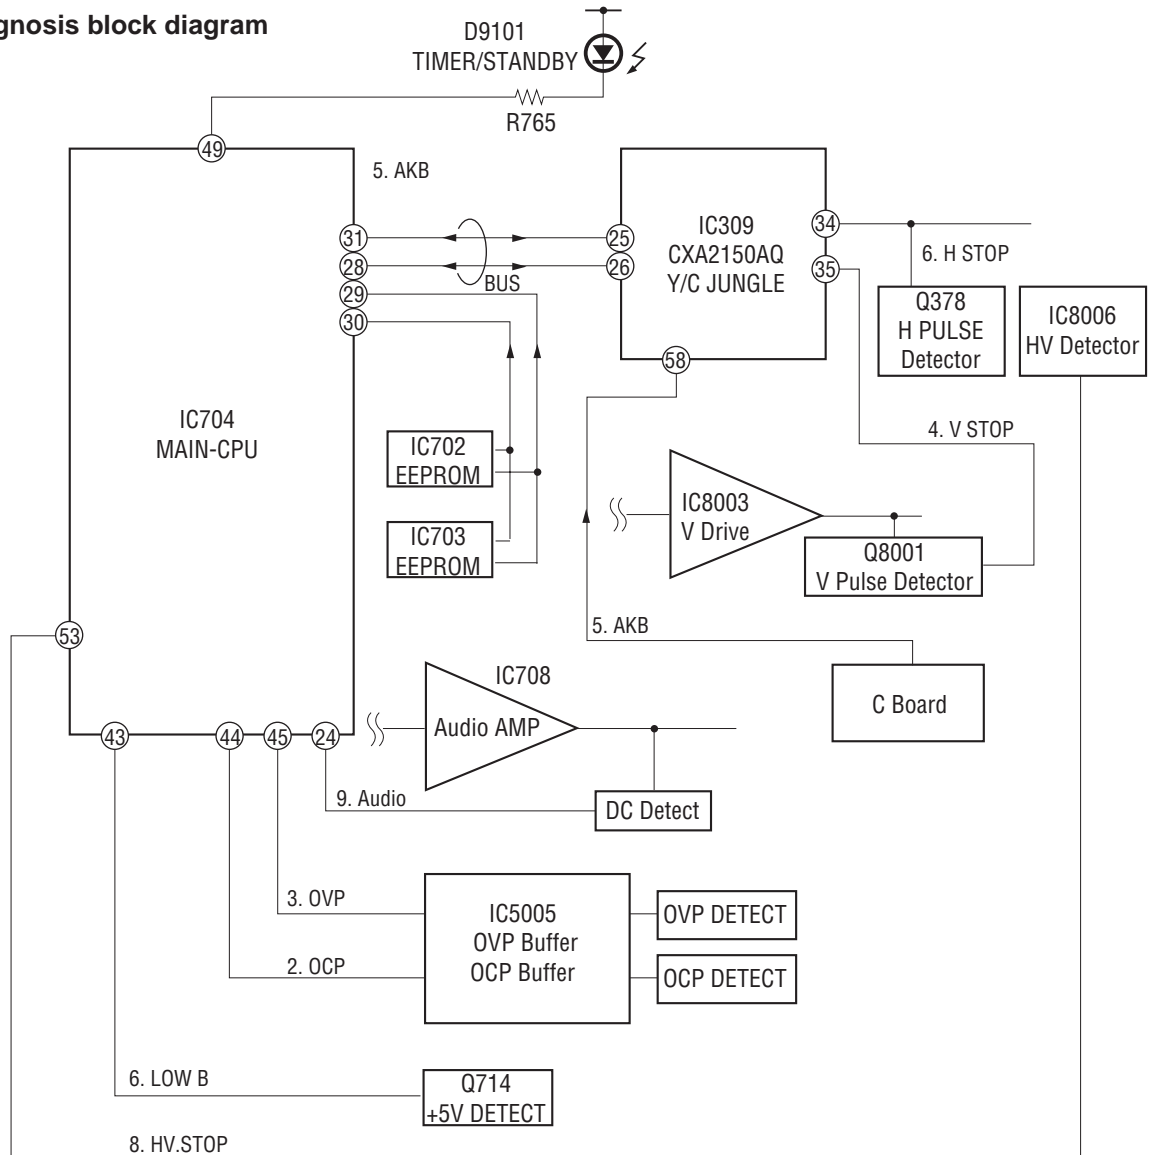 gnosis block diagram
D9101
TIMER/STANDBY
R765
49
5. AKB
31
28
29
30
BUS
25
26
IC309
CXA2150AQ
Y/C JUNGLE
34
35
58
6. H STOP
Q378
H PULSE
Detector
IC8006
HV Detector
IC704
MAIN-CPU
IC702
EEPROM
IC703
EEPROM
4. V STOP
IC8003
V Drive
Q8001
V Pulse Detector
5. AKB
C Board
53
43
44
45
24
IC708
Audio AMP
9. Audio
DC Detect
3. OVP
2. OCP
IC5005
OVP Buffer
OCP Buffer
OVP DETECT
OCP DETECT
6. LOW B
Q714
+5V DETECT
8. HV.STOP